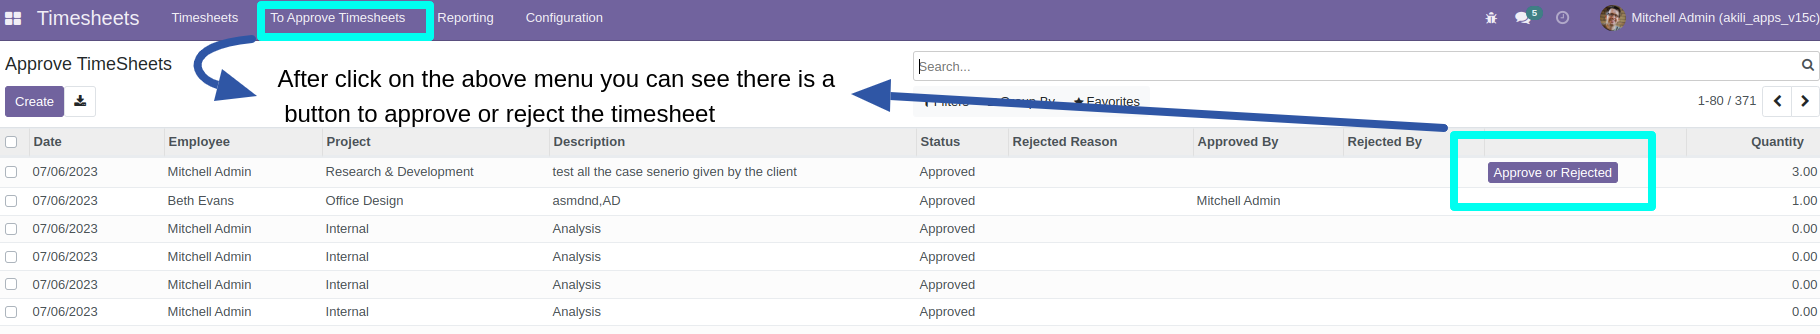 Timesheets Timesheets To Approve Timesheets Reporting Configuration 5 Mitchell Admin (akili_apps_v15c)
Approve TimeSheets
Search...
After click on the above menu you can see there is a
button to approve or reject the timesheet
Create
Filters Group By Favorites
1-80 / 371
Date Employee Project Description Status Rejected Reason Approved By Rejected By Quantity
07/06/2023 Mitchell Admin Research & Development test all the case senerio given by the client Approved Approve or Rejected 3.00
07/06/2023 Beth Evans Office Design asmdnd,AD Approved Mitchell Admin 1.00
07/06/2023 Mitchell Admin Internal Analysis Approved 0.00
07/06/2023 Mitchell Admin Internal Analysis Approved 0.00
07/06/2023 Mitchell Admin Internal Analysis Approved 0.00
07/06/2023 Mitchell Admin Internal Analysis Approved 0.00